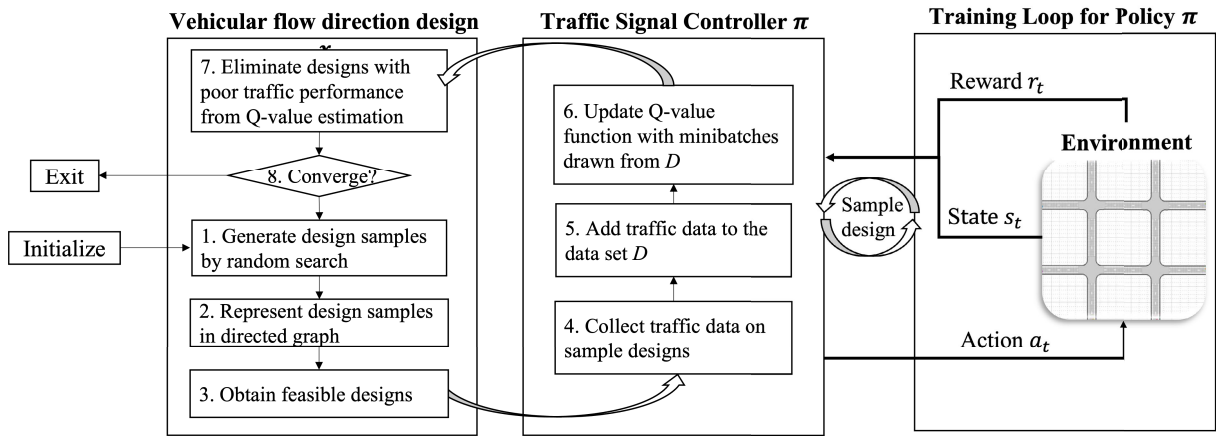 Vehicular flow direction design
x
7. Eliminate designs with
poor traffic performance
from Q-value estimation
8. Converge?
Exit
Initialize
1. Generate design samples
by random search
2. Represent design samples
in directed graph
3. Obtain feasible designs
Traffic Signal Controller π
6. Update Q-value
function with minibatches
drawn from D
5. Add traffic data to the
data set D
4. Collect traffic data on
sample designs
Training Loop for Policy π
Reward rₜ
Environment
Sample
design
State sₜ
Action aₜ